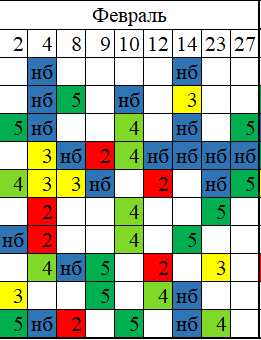 Февраль
2 4 8 9 10 12 14 23 27
нб нб
нб 5 нб 3
5 нб 4 нб 5
3 нб 2 4 нб нб нб нб
4 3 3 нб 2 нб 5
2 4 5
нб 2 4 5
4 нб 5 2 3
3 5 4 нб
5 нб 2 5 нб 4